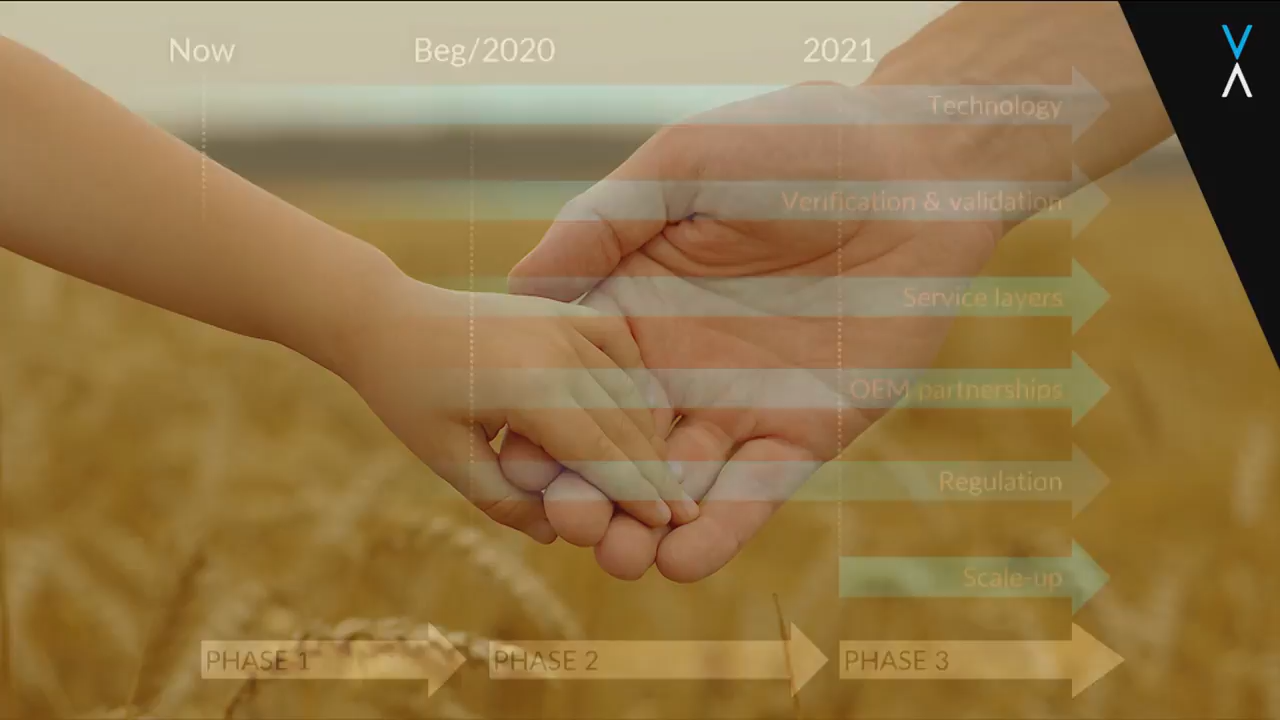 Now
Beg/2020
2021
Technology
Verification & validation
Service layers
OEM partnerships
Regulation
Scale-up
PHASE 1
PHASE 2
PHASE 3